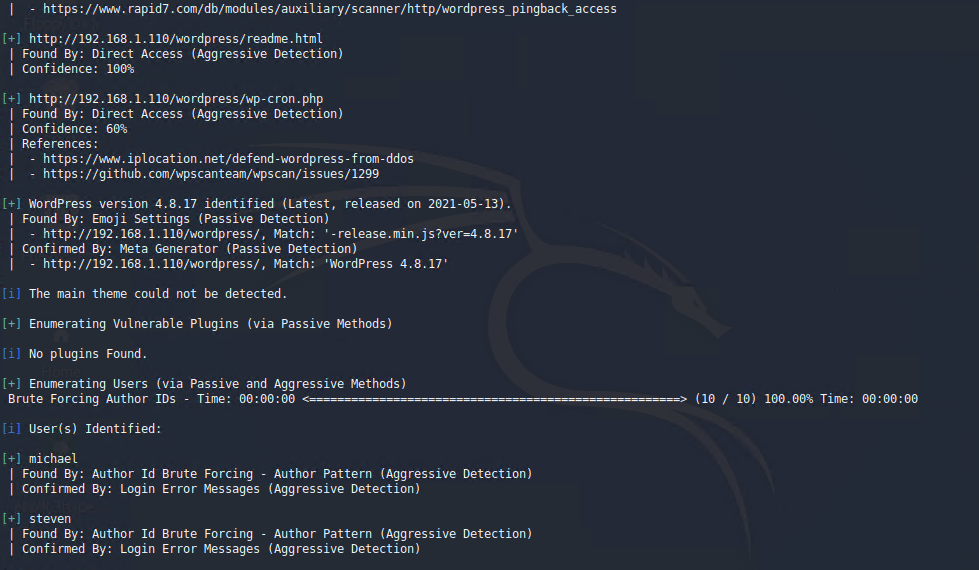 |  - https://www.rapid7.com/db/modules/auxiliary/scanner/http/wordpress_pingback_access
[+] http://192.168.1.110/wordpress/readme.html
 | Found By: Direct Access (Aggressive Detection)
 | Confidence: 100%
[+] http://192.168.1.110/wordpress/wp-cron.php
 | Found By: Direct Access (Aggressive Detection)
 | Confidence: 60%
 | References:
 |  - https://www.iplocation.net/defend-wordpress-from-ddos
 |  - https://github.com/wpscanteam/wpscan/issues/1299
[+] WordPress version 4.8.17 identified (Latest, released on 2021-05-13).
 | Found By: Emoji Settings (Passive Detection)
 |  - http://192.168.1.110/wordpress/, Match: '-release.min.js?ver=4.8.17'
 | Confirmed By: Meta Generator (Passive Detection)
 |  - http://192.168.1.110/wordpress/, Match: 'WordPress 4.8.17'
[i] The main theme could not be detected.
[+] Enumerating Vulnerable Plugins (via Passive Methods)
[i] No plugins Found.
[+] Enumerating Users (via Passive and Aggressive Methods)
 Brute Forcing Author IDs - Time: 00:00:00 <=====================================================> (10 / 10) 100.00% Time: 00:00:00
[i] User(s) Identified:
[+] michael
 | Found By: Author Id Brute Forcing - Author Pattern (Aggressive Detection)
 | Confirmed By: Login Error Messages (Aggressive Detection)
[+] steven
 | Found By: Author Id Brute Forcing - Author Pattern (Aggressive Detection)
 | Confirmed By: Login Error Messages (Aggressive Detection)